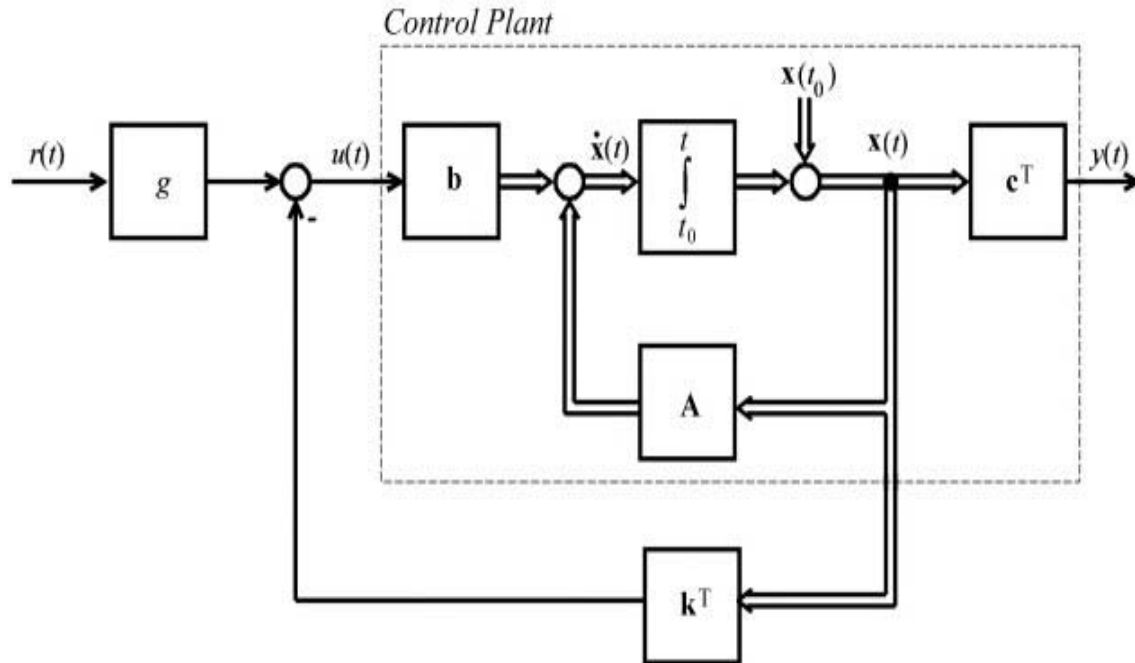 Control Plant
x(t₀)
r(t)
g
u(t)
-
b
ẋ(t)
t
∫
t₀
x(t)
cᵀ
y(t)
A
kᵀ